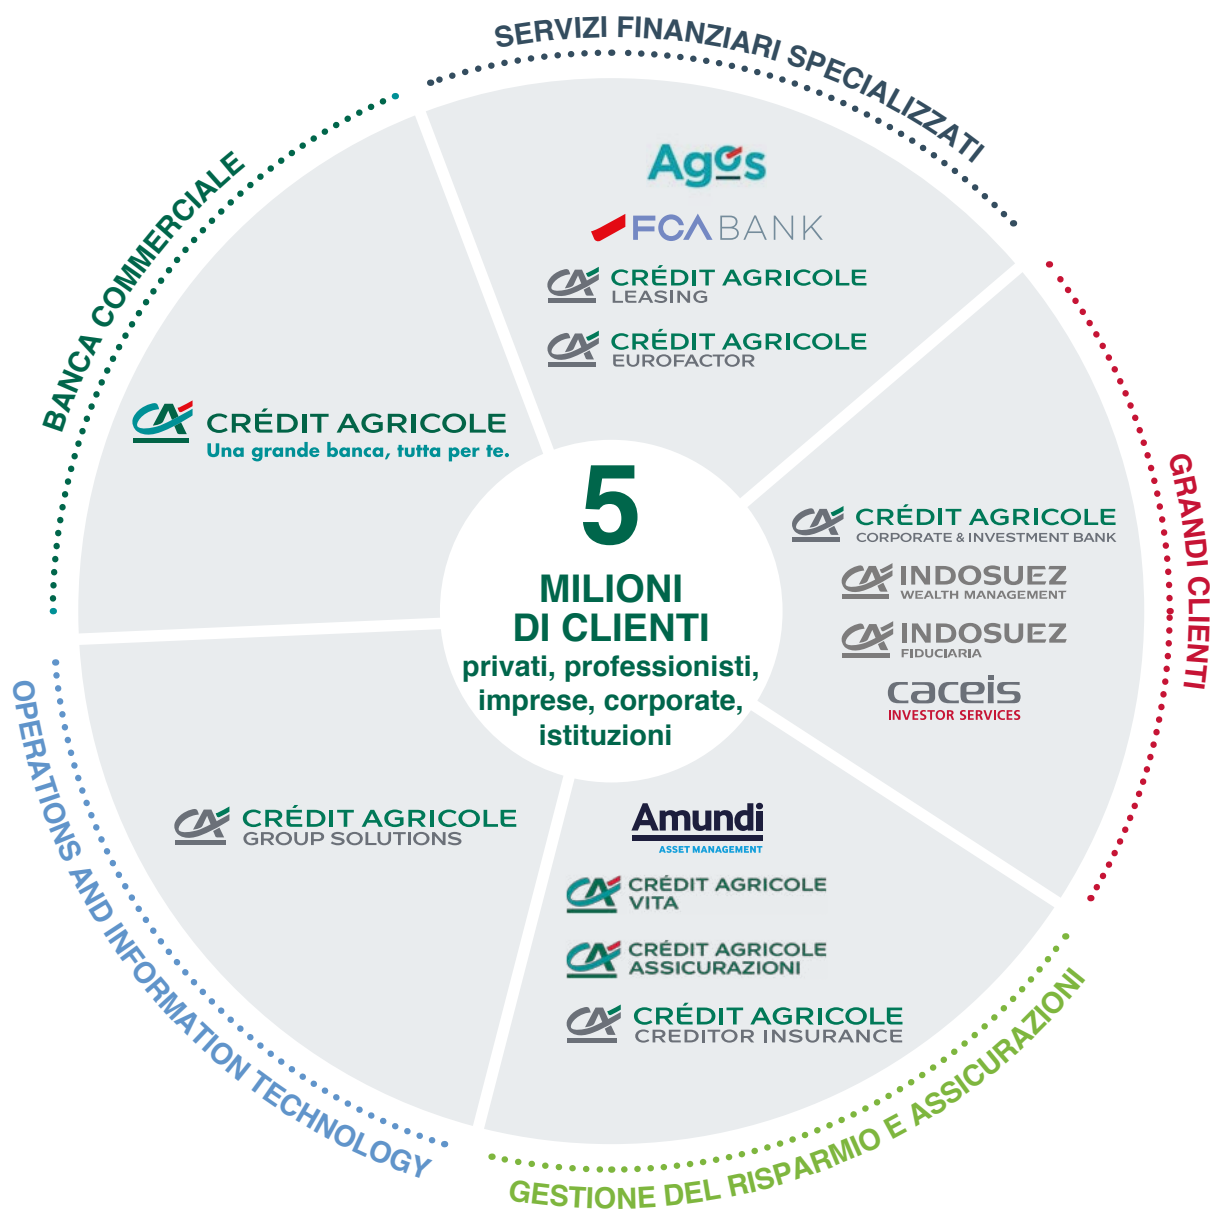 SERVIZI FINANZIARI SPECIALIZZATI
Agos
FCA BANK
CRÉDIT AGRICOLE
LEASING
CRÉDIT AGRICOLE
EUROFACTOR
BANCA COMMERCIALE
CRÉDIT AGRICOLE
Una grande banca, tutta per te.
5
MILIONI
DI CLIENTI
privati, professionisti,
imprese, corporate,
istituzioni
GRANDI CLIENTI
CRÉDIT AGRICOLE
CORPORATE & INVESTMENT BANK
INDOSUEZ
WEALTH MANAGEMENT
INDOSUEZ
FIDUCIARIA
caceis
INVESTOR SERVICES
OPERATIONS AND INFORMATION TECHNOLOGY
CRÉDIT AGRICOLE
GROUP SOLUTIONS
Amundi
ASSET MANAGEMENT
CRÉDIT AGRICOLE
VITA
CRÉDIT AGRICOLE
ASSICURAZIONI
CRÉDIT AGRICOLE
CREDITOR INSURANCE
GESTIONE DEL RISPARMIO E ASSICURAZIONI